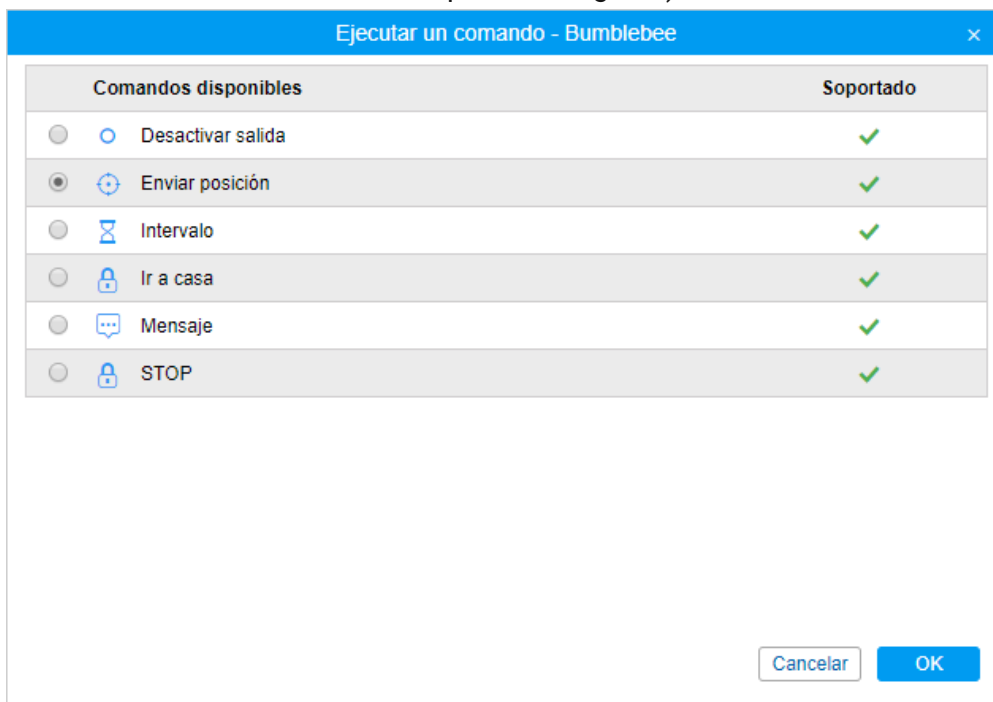 Ejecutar un comando - Bumblebee ×
Comandos disponibles Soportado
Desactivar salida
Enviar posición
Intervalo
Ir a casa
Mensaje
STOP
Cancelar OK